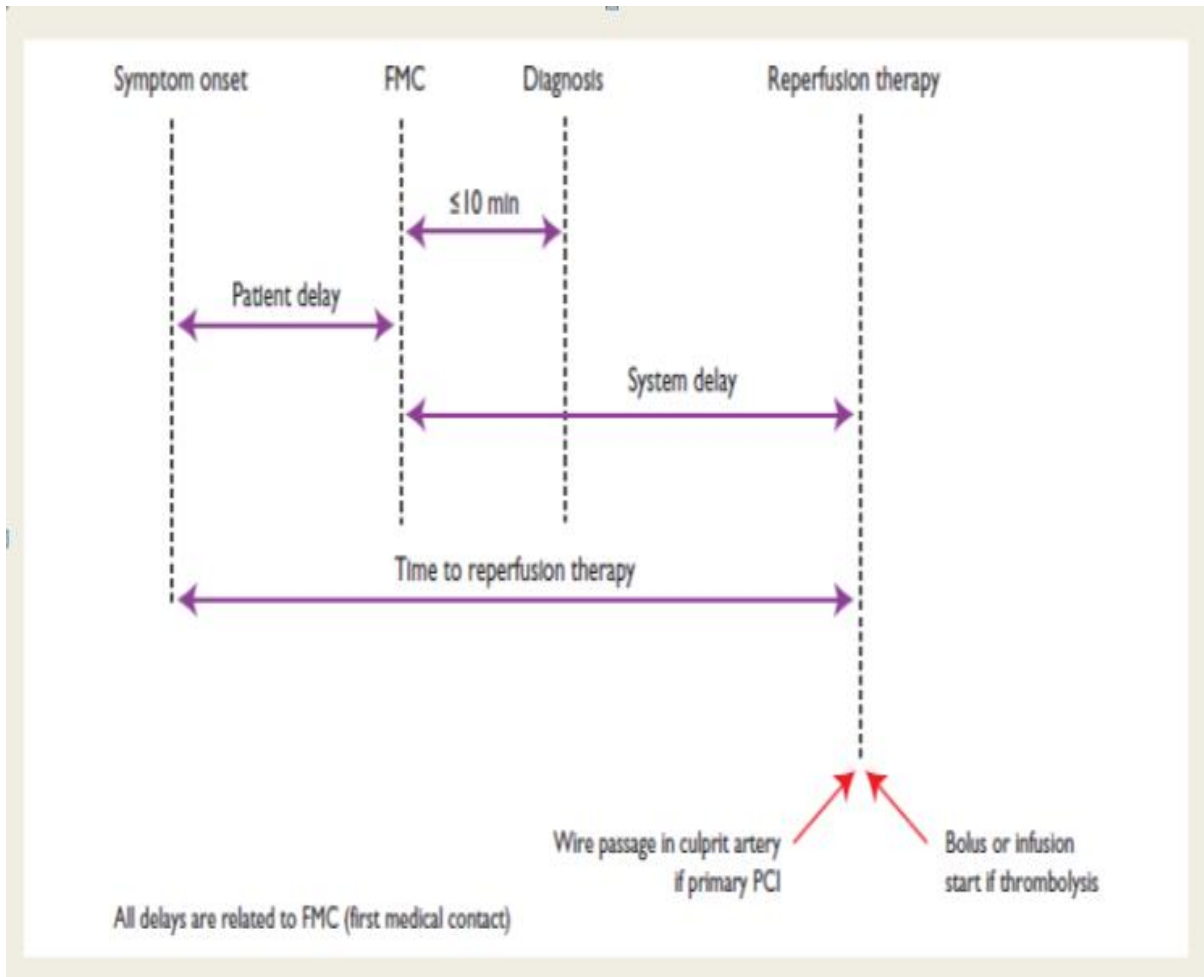 Symptom onset
FMC
Diagnosis
Reperfusion therapy
≤10 min
Patient delay
System delay
Time to reperfusion therapy
Wire passage in culprit artery
if primary PCI
Bolus or infusion
start if thrombolysis
All delays are related to FMC (first medical contact)